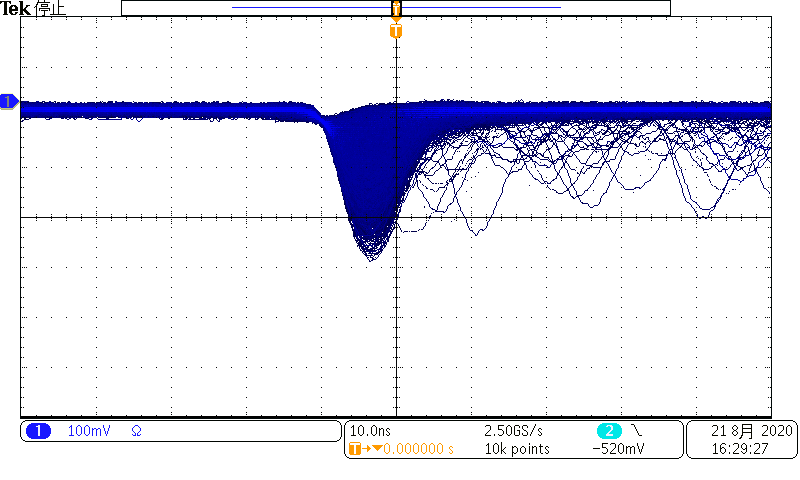 Tek 停止
T
T
1
1 100mV Ω
10.0ns 2.50GS/s 2
T→▼0.000000 s 10k points -520mV
21 8月 2020
16:29:27